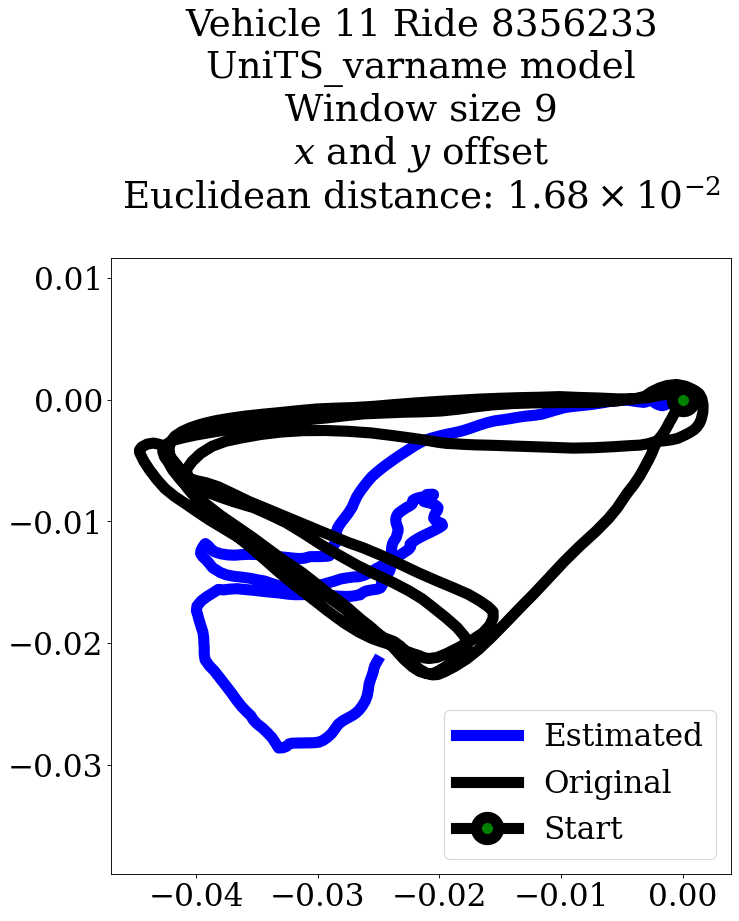 Vehicle 11 Ride 8356233
UniTS_varname model
Window size 9
x and y offset
Euclidean distance: 1.68 × 10⁻²
0.01
0.00
−0.01
−0.02
−0.03
Estimated
Original
Start
−0.04 −0.03 −0.02 −0.01 0.00